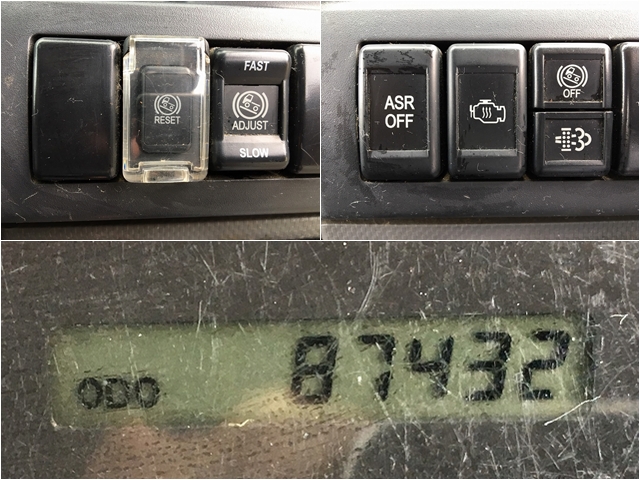 FAST
RESET
ADJUST
SLOW
ASR
OFF
OFF
ODO
87432